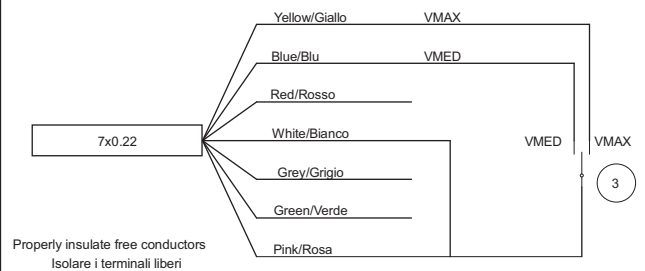 Yellow/Giallo VMAX
Blue/Blu VMED
Red/Rosso
7x0.22 White/Bianco VMED VMAX
Grey/Grigio 3
Green/Verde
Properly insulate free conductors Pink/Rosa
Isolare i terminali liberi